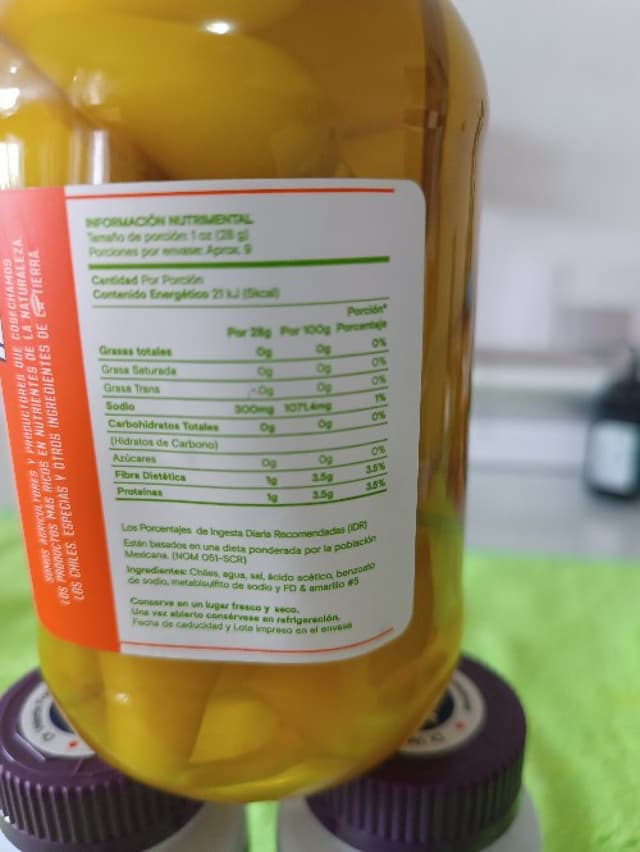 INFORMACIÓN NUTRIMENTAL
Tamaño de porción: 1 oz (28 g)
Porciones por envase: Aprox. 9
Cantidad Por Porción
Contenido Energético 21 kJ (5kcal)
Porción*
Por 28g Por 100g Porcentaje
Grasas totales 0g 0g 0%
Grasa Saturada 0g 0g 0%
Grasa Trans 0g 0g 0%
Sodio 300mg 1071.4mg 1%
Carbohidratos Totales 0g 0g 0%
(Hidratos de Carbono)
Azúcares 0g 0g 0%
Fibra Dietética 1g 3.5g 3.5%
Proteínas 1g 3.5g 3.5%
Los Porcentajes de Ingesta Diaria Recomendadas (IDR)
Están basados en una dieta ponderada por la población
Mexicana. (NOM 051-SCR)
Ingredientes: Chiles, agua, sal, ácido acético, benzoato
de sodio, metabisulfito de sodio y FD & amarillo #5
Conserve en un lugar fresco y seco.
Una vez abierto consérvese en refrigeración.
Fecha de caducidad y Lote impreso en el envase
SOMOS AGRICULTORES Y PRODUCTORES QUE COSECHAMOS
LOS PRODUCTOS MÁS RICOS EN NUTRIENTES DE LA NATURALEZA
LOS CHILES, ESPECIAS Y OTROS INGREDIENTES DE LA TIERRA